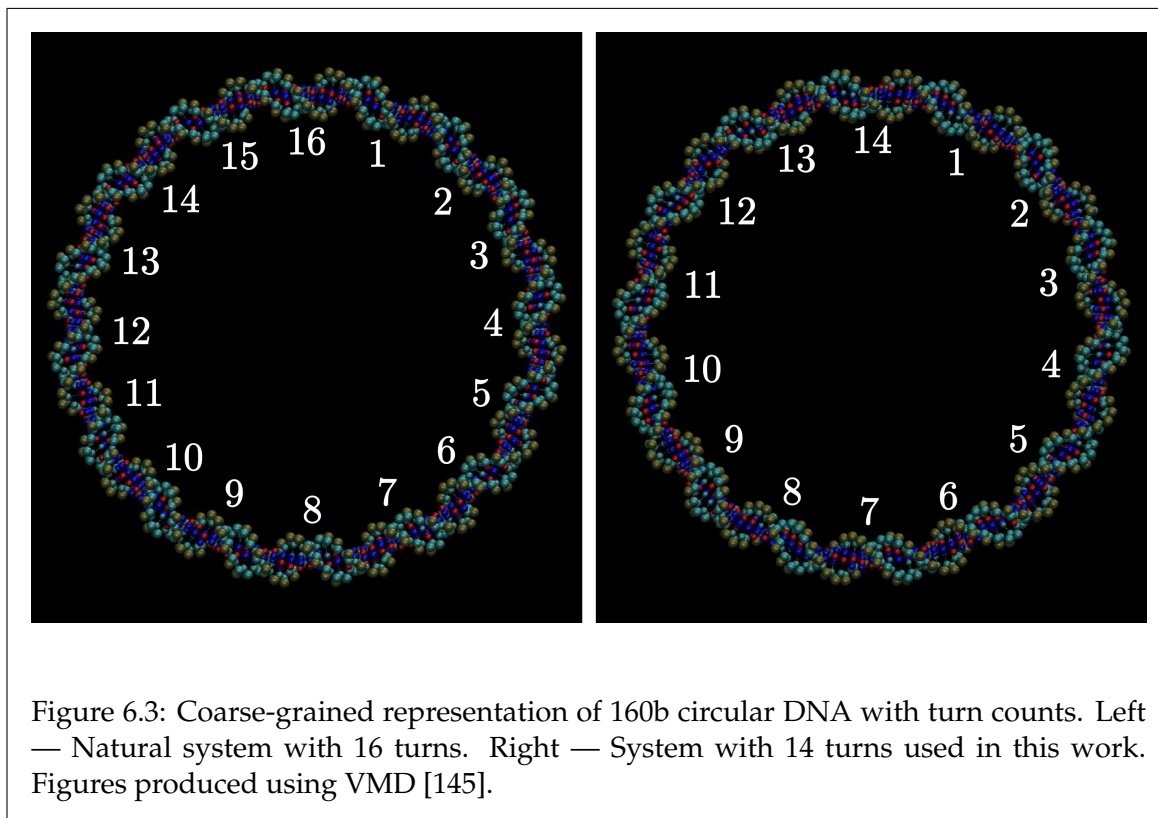 15 16 1
14 2
13 3
12 4
11 5
10 6
9 8 7
13 14 1
12 2
11 3
10 4
9 5
8 7 6
Figure 6.3: Coarse-grained representation of 160b circular DNA with turn counts. Left
— Natural system with 16 turns. Right — System with 14 turns used in this work.
Figures produced using VMD [145].